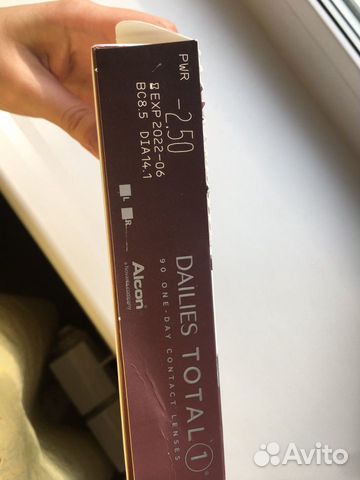 PWR -2.50
EXP 2022-06
BC8.5 DIA14.1
L
R
DAILIES TOTAL 1®
90 ONE-DAY CONTACT LENSES
Alcon
Avito